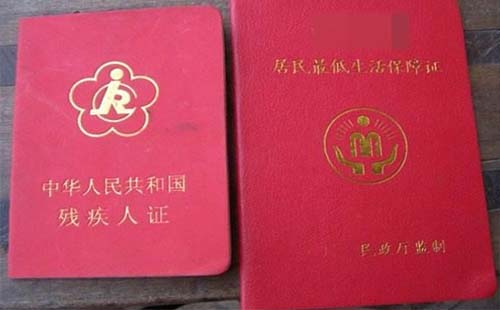 中华人民共和国
残疾人证
居民最低生活保障证
民政厅监制